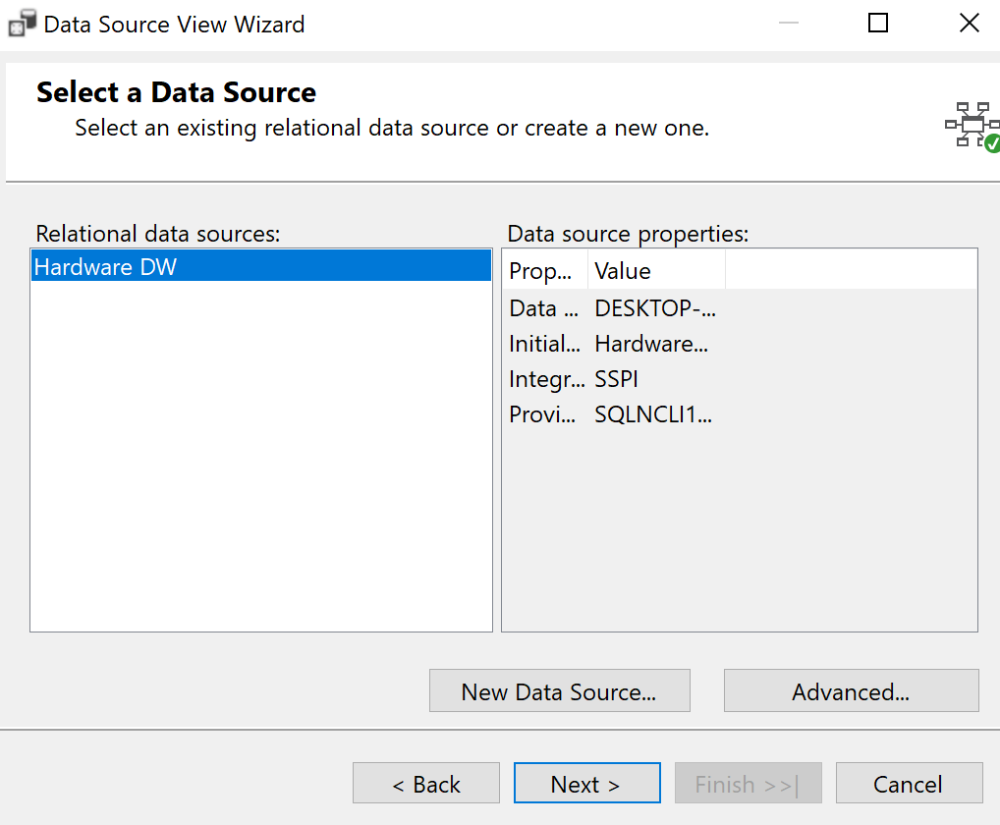 Data Source View Wizard
Select a Data Source
Select an existing relational data source or create a new one.
Relational data sources:
Hardware DW
Data source properties:
Prop... Value
Data ... DESKTOP-...
Initial... Hardware...
Integr... SSPI
Provi... SQLNCLI1...
New Data Source... Advanced...
< Back Next > Finish >>| Cancel